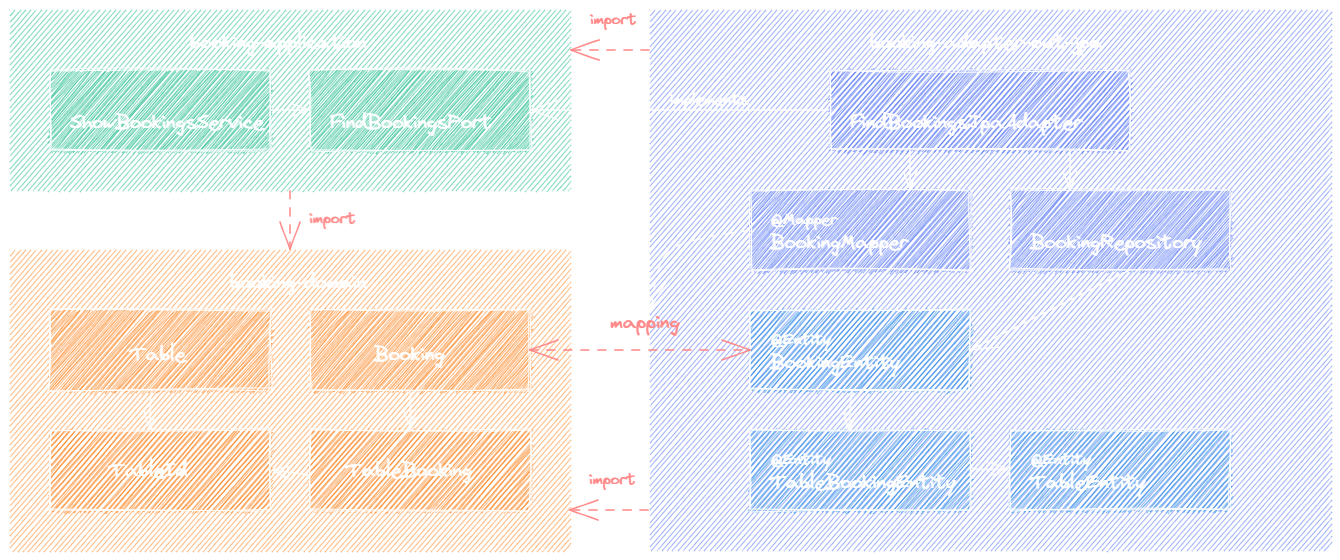 import
booking-application
booking-adapter-out-jpa
implements
ShowBookingsService
FindBookingsPort
FindBookingsJpaAdapter
import
@Mapper
BookingMapper
BookingRepository
booking-domain
mapping
Table
Booking
@Entity
BookingEntity
TableId
TableBooking
import
@Entity
TableBookingEntity
@Entity
TableEntity